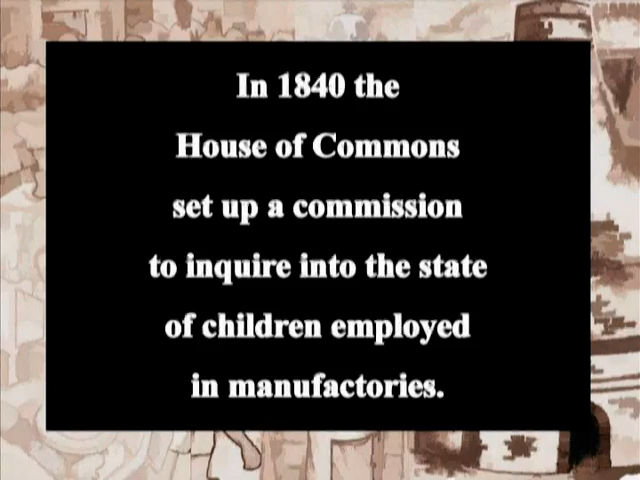 In 1840 the
House of Commons
set up a commission
to inquire into the state
of children employed
in manufactories.